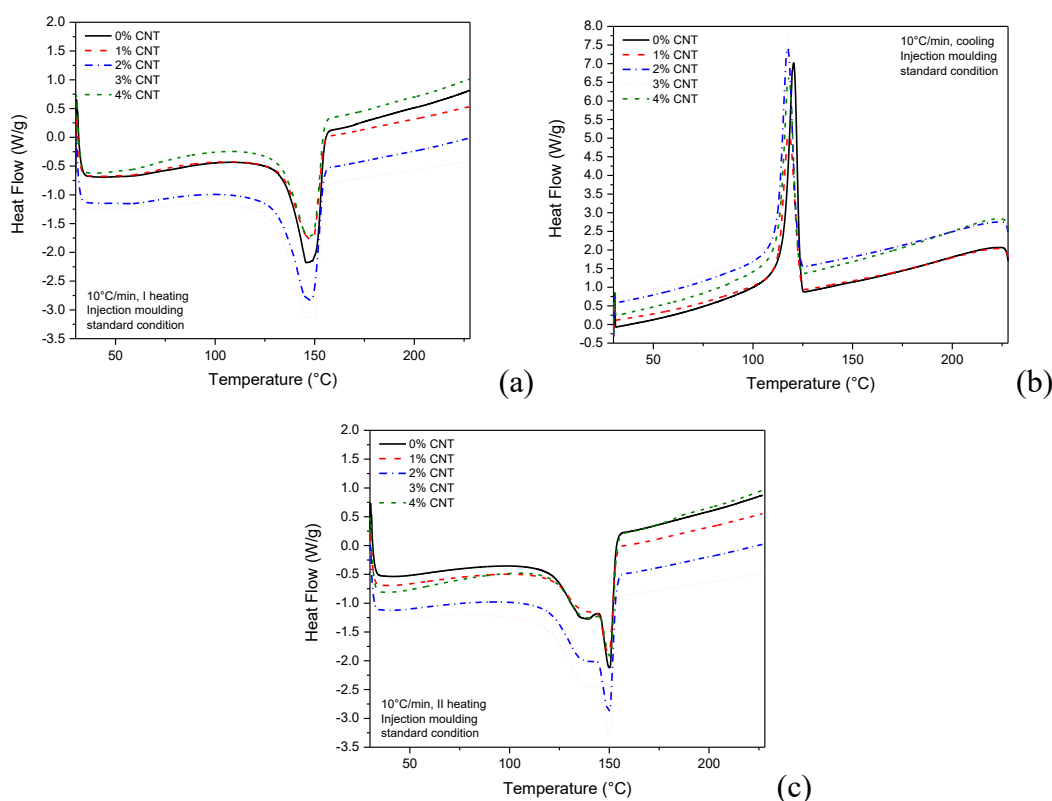 2.0
1.5
1.0
0.5
0.0
-0.5
-1.0
-1.5
-2.0
-2.5
-3.0
-3.5
Heat Flow (W/g)
0% CNT
1% CNT
2% CNT
3% CNT
4% CNT
10°C/min, I heating
Injection moulding
standard condition
50 100 150 200
Temperature (°C)
(a)
8.0
7.5
7.0
6.5
6.0
5.5
5.0
4.5
4.0
3.5
3.0
2.5
2.0
1.5
1.0
0.5
0.0
-0.5
Heat Flow (W/g)
0% CNT
1% CNT
2% CNT
3% CNT
4% CNT
10°C/min, cooling
Injection moulding
standard condition
50 100 150 200
Temperature (°C)
(b)
2.0
1.5
1.0
0.5
0.0
-0.5
-1.0
-1.5
-2.0
-2.5
-3.0
-3.5
Heat Flow (W/g)
0% CNT
1% CNT
2% CNT
3% CNT
4% CNT
10°C/min, II heating
Injection moulding
standard condition
50 100 150 200
Temperature (°C)
(c)